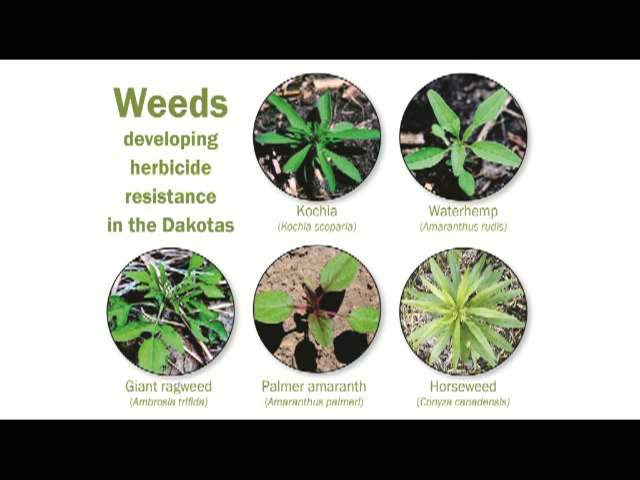 Weeds
developing
herbicide
resistance
in the Dakotas
Kochia
(Kochia scoparia)
Waterhemp
(Amaranthus rudis)
Giant ragweed
(Ambrosia trifida)
Palmer amaranth
(Amaranthus palmeri)
Horseweed
(Conyza canadensis)